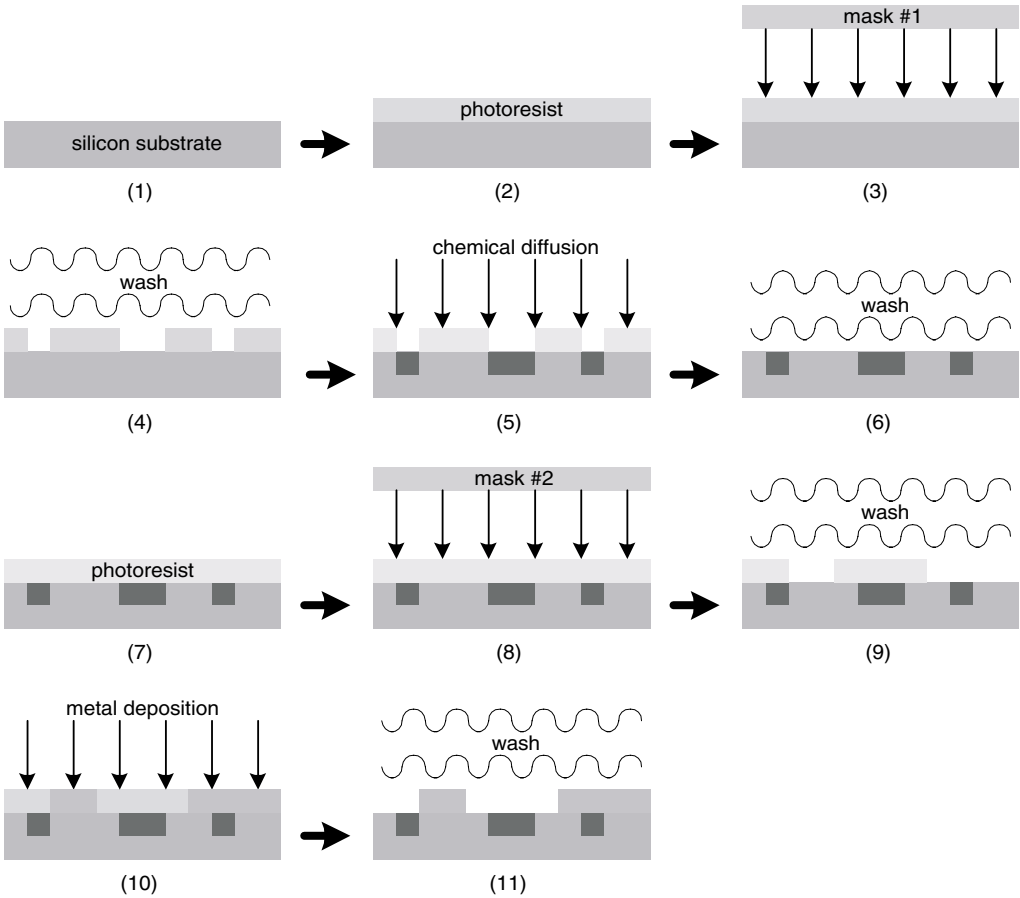 mask #1
photoresist
silicon substrate
(1)
(2)
(3)
wash
chemical diffusion
wash
(4)
(5)
(6)
photoresist
mask #2
wash
(7)
(8)
(9)
metal deposition
wash
(10)
(11)